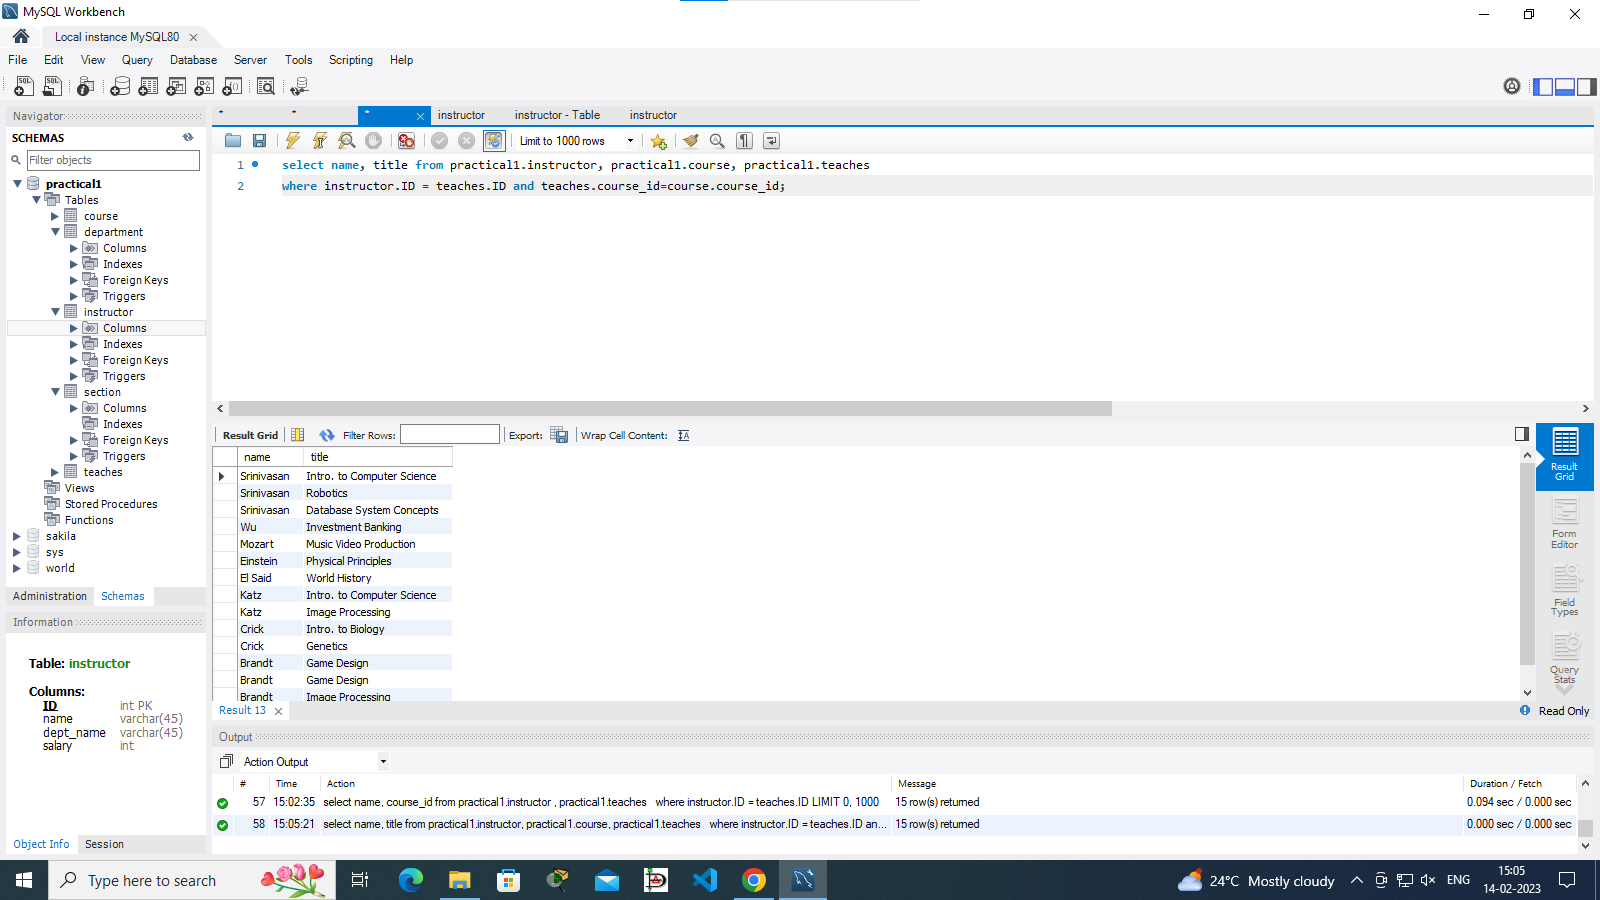 MySQL Workbench
Local instance MySQL80
File Edit View Query Database Server Tools Scripting Help
Navigator
SCHEMAS
Filter objects
practical1
Tables
course
department
Columns
Indexes
Foreign Keys
Triggers
instructor
Columns
Indexes
Foreign Keys
Triggers
section
Columns
Indexes
Foreign Keys
Triggers
teaches
Views
Stored Procedures
Functions
sakila
sys
world
Administration Schemas
Information
Table: instructor
Columns:
ID int PK
name varchar(45)
dept_name varchar(45)
salary int
Object Info Session
instructor instructor - Table instructor
Limit to 1000 rows
1 select name, title from practical1.instructor, practical1.course, practical1.teaches
2 where instructor.ID = teaches.ID and teaches.course_id=course.course_id;
Result Grid Filter Rows: Export: Wrap Cell Content:
name title
Srinivasan Intro. to Computer Science
Srinivasan Robotics
Srinivasan Database System Concepts
Wu Investment Banking
Mozart Music Video Production
Einstein Physical Principles
El Said World History
Katz Intro. to Computer Science
Katz Image Processing
Crick Intro. to Biology
Crick Genetics
Brandt Game Design
Brandt Game Design
Brandt Image Processing
Result Grid
Form Editor
Field Types
Query Stats
Result 13
Read Only
Output
Action Output
# Time Action Message Duration / Fetch
57 15:02:35 select name, course_id from practical1.instructor , practical1.teaches where instructor.ID = teaches.ID LIMIT 0, 1000 15 row(s) returned 0.094 sec / 0.000 sec
58 15:05:21 select name, title from practical1.instructor, practical1.course, practical1.teaches where instructor.ID = teaches.ID an... 15 row(s) returned 0.000 sec / 0.000 sec
Type here to search
24°C Mostly cloudy
ENG
15:05
14-02-2023